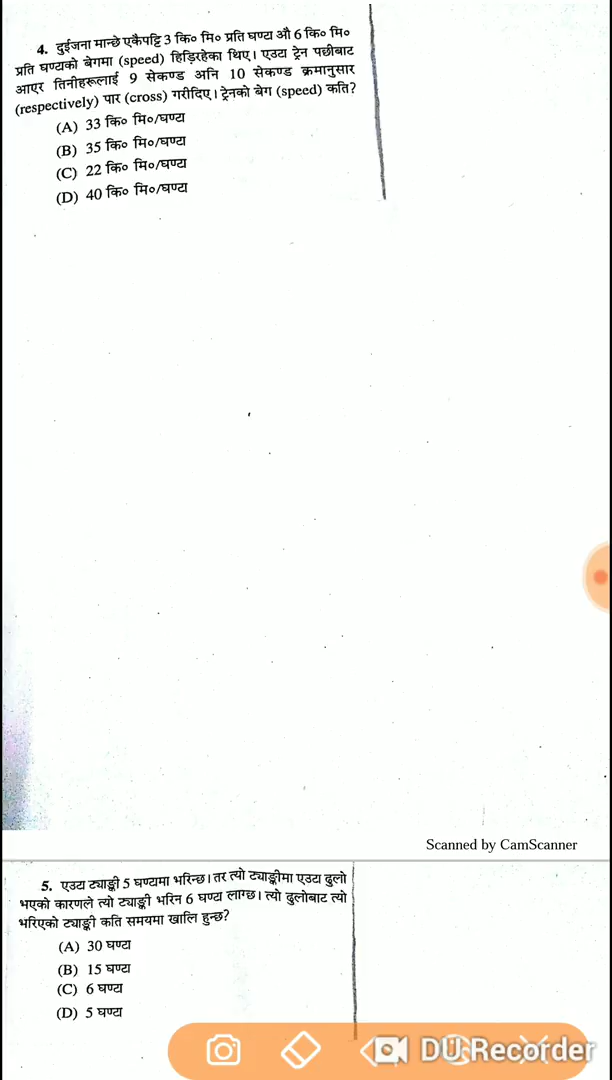 4. दुईजना मान्छे एकैपट्टि 3 कि० मि० प्रति घण्टा औ 6 कि० मि०
प्रति घण्टाको बेगमा (speed) हिड़िरहेका थिए। एउटा ट्रेन पछीबाट
आएर तिनीहरूलाई 9 सेकण्ड अनि 10 सेकण्ड क्रमानुसार
(respectively) पार (cross) गरीदिए। ट्रेनको बेग (speed) कति?
(A) 33 कि० मि०/घण्टा
(B) 35 कि० मि०/घण्टा
(C) 22 कि० मि०/घण्टा
(D) 40 कि० मि०/घण्टा
Scanned by CamScanner
5. एउटा ट्याङ्की 5 घण्टामा भरिन्छ। तर त्यो ट्याङ्कीमा एउटा दुलो
भएको कारणले त्यो ट्याङ्की भरिन 6 घण्टा लाग्छ। त्यो दुलोबाट त्यो
भरिएको ट्याङ्की कति समयमा खालि हुन्छ?
(A) 30 घण्टा
(B) 15 घण्टा
(C) 6 घण्टा
(D) 5 घण्टा
DU Recorder